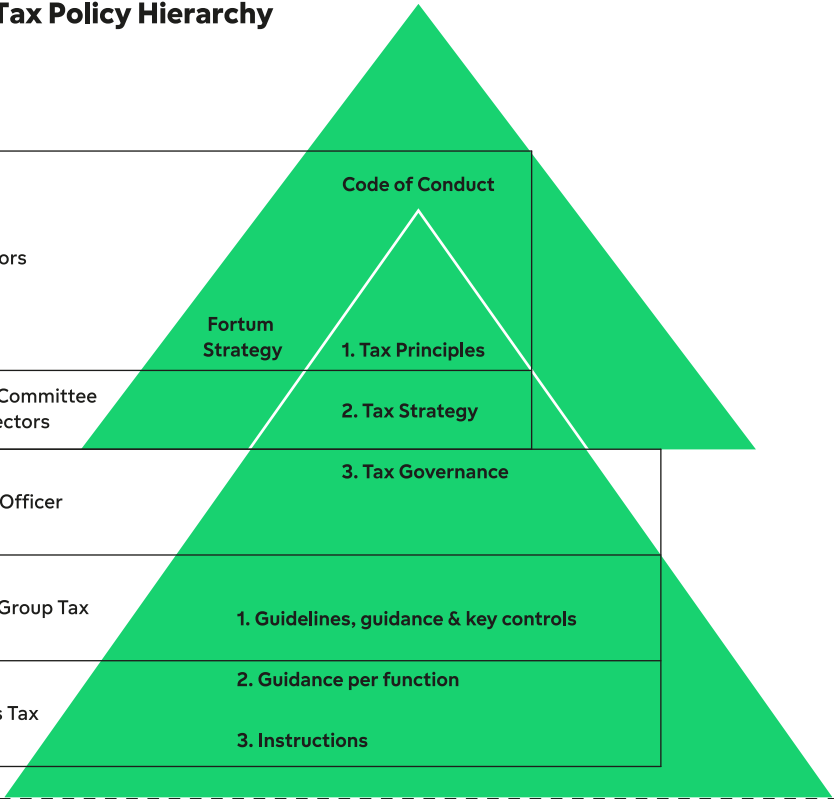 Tax Policy Hierarchy
Code of Conduct
ors
Fortum
Strategy
1. Tax Principles
Committee
ectors
2. Tax Strategy
3. Tax Governance
Officer
Group Tax
1. Guidelines, guidance & key controls
2. Guidance per function
s Tax
3. Instructions